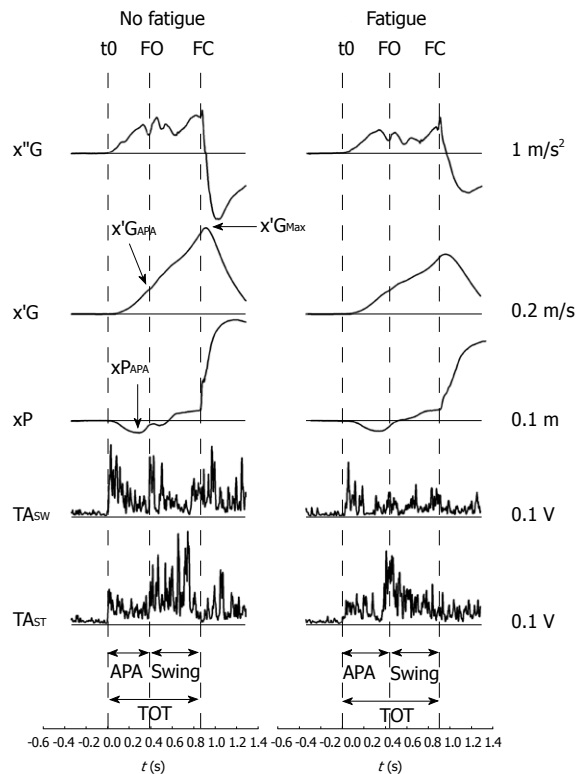 No fatigue Fatigue
t0 FO FC t0 FO FC
x"G 1 m/s²
x'GAPA x'GMax
x'G 0.2 m/s
xPAPA
xP 0.1 m
TASW 0.1 V
TAST 0.1 V
APA Swing APA Swing
TOT TOT
-0.6 -0.4 -0.2 0.0 0.2 0.4 0.6 0.8 1.0 1.2 1.4 -0.6 -0.4 -0.2 0.0 0.2 0.4 0.6 0.8 1.0 1.2 1.4
t (s) t (s)